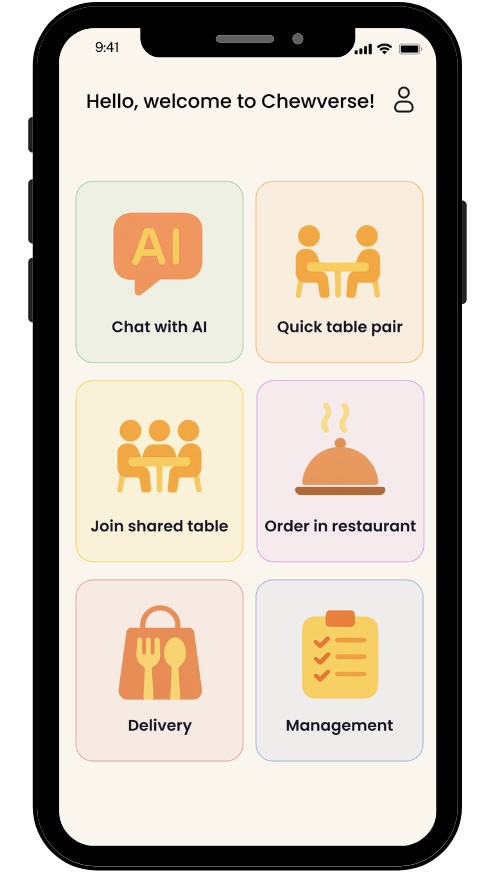 9:41
Hello, welcome to Chewverse!
AI
Chat with AI
Quick table pair
Join shared table
Order in restaurant
Delivery
Management